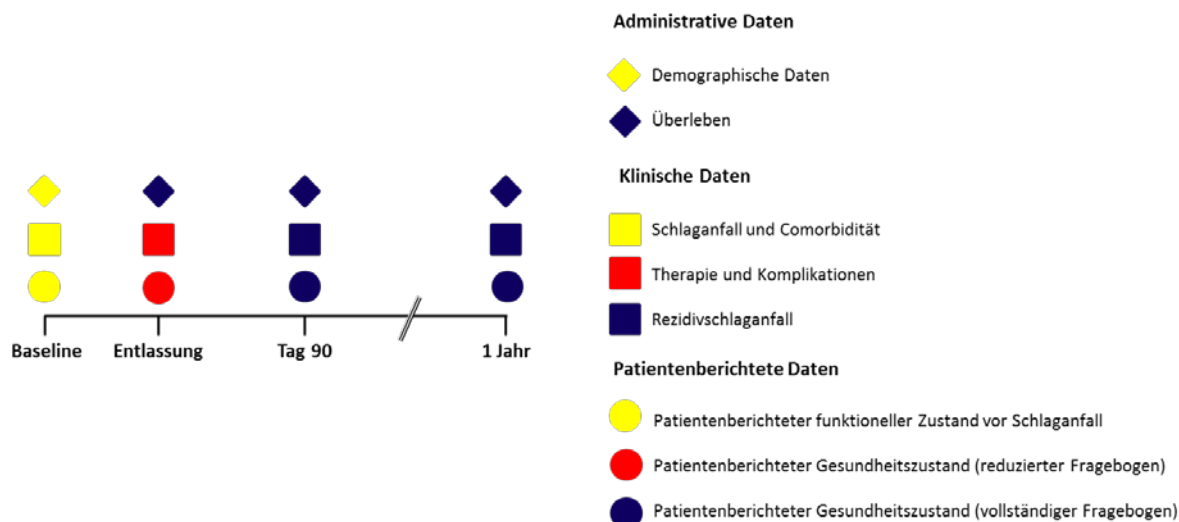 Administrative Daten
Demographische Daten
Überleben
Klinische Daten
Schlaganfall und Comorbidität
Therapie und Komplikationen
Rezidivschlaganfall
Baseline
Entlassung
Tag 90
1 Jahr
Patientenberichtete Daten
Patientenberichteter funktioneller Zustand vor Schlaganfall
Patientenberichteter Gesundheitszustand (reduzierter Fragebogen)
Patientenberichteter Gesundheitszustand (vollständiger Fragebogen)